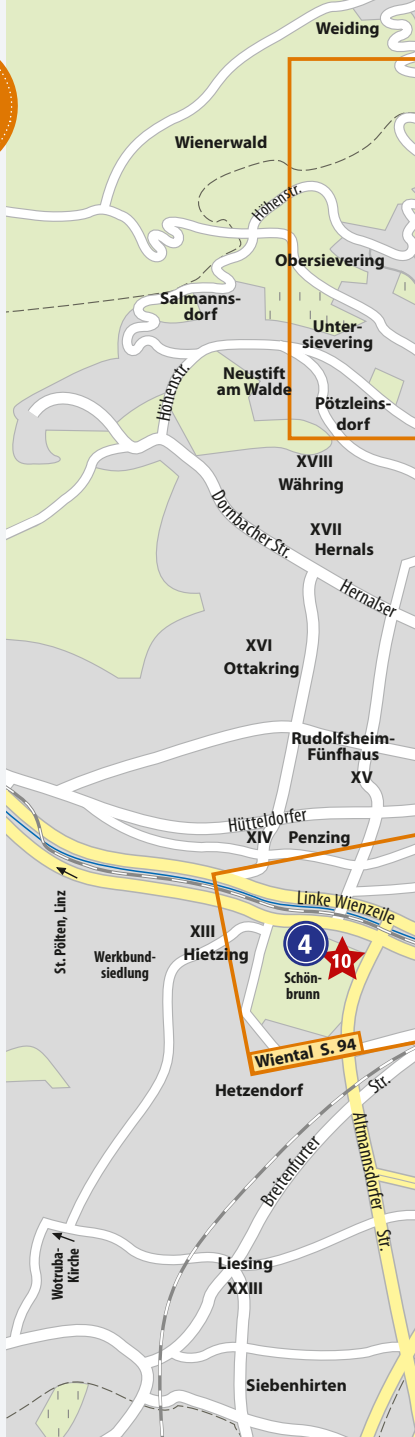 Weiding
Wienerwald
Höhenstr.
Obersievering
Salmanns-
dorf
Unter-
sievering
Neustift
am Walde
Höhenstr.
Pötzleins-
dorf
XVIII
Währing
Dornbacher Str.
XVII
Hernals
Hernalser
XVI
Ottakring
Rudolfsheim-
Fünfhaus
XV
Hütteldorfer
XIV Penzing
St. Pölten, Linz
Linke Wienzeile
XIII
Hietzing
Werkbund-
siedlung
4
10
Schön-
brunn
Wiental S. 94
Hetzendorf
Str.
Breitenfurter
Altmannsdorfer
Str.
Wotruba-
Kirche
Liesing
XXIII
Siebenhirten